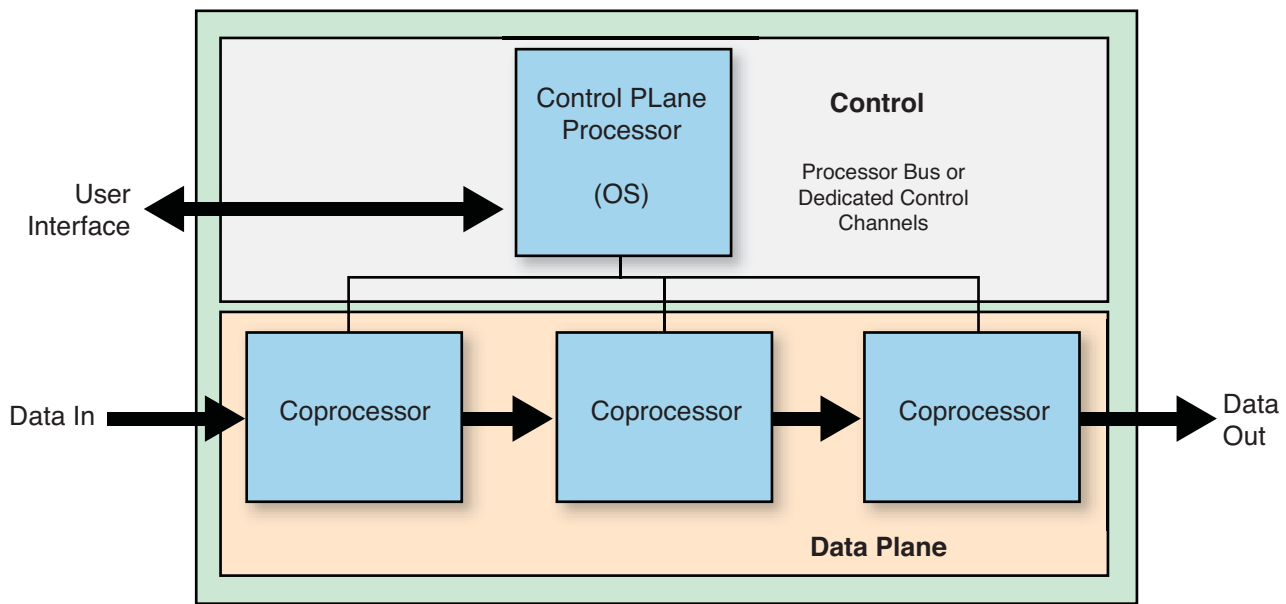 Control PLane
Processor
(OS)
Control
Processor Bus or
Dedicated Control
Channels
User
Interface
Data In
Coprocessor
Coprocessor
Coprocessor
Data
Out
Data Plane